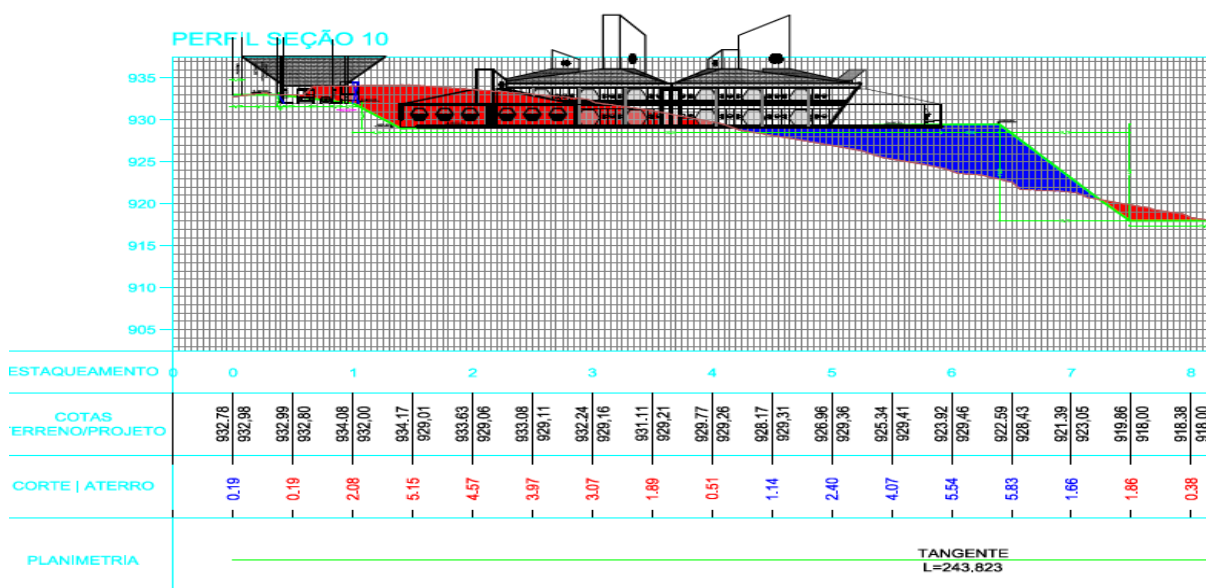 PERFIL SEÇÃO 10
935
930
925
920
915
910
905
ESTAQUEAMENTO 0 0 1 2 3 4 5 6 7 8
COTAS
TERRENO/PROJETO
932.78 932,98 932.99 932,80 934.08 932,00 934.17 929,01 933.63 929,06 933.08 929,11 932.24 929,16 931.11 929,21 929.77 929,26 928.17 929,31 926.96 929,36 925.34 929,41 923.92 929,46 922.59 928,43 921.39 923,05 919.86 918,00 918.38 918,00
CORTE | ATERRO 0.19 0.19 2.08 5.15 4.57 3.97 3.07 1.89 0.51 1.14 2.40 4.07 5.54 5.83 1.66 1.86 0.38
PLANIMETRIA
TANGENTE
L=243,823